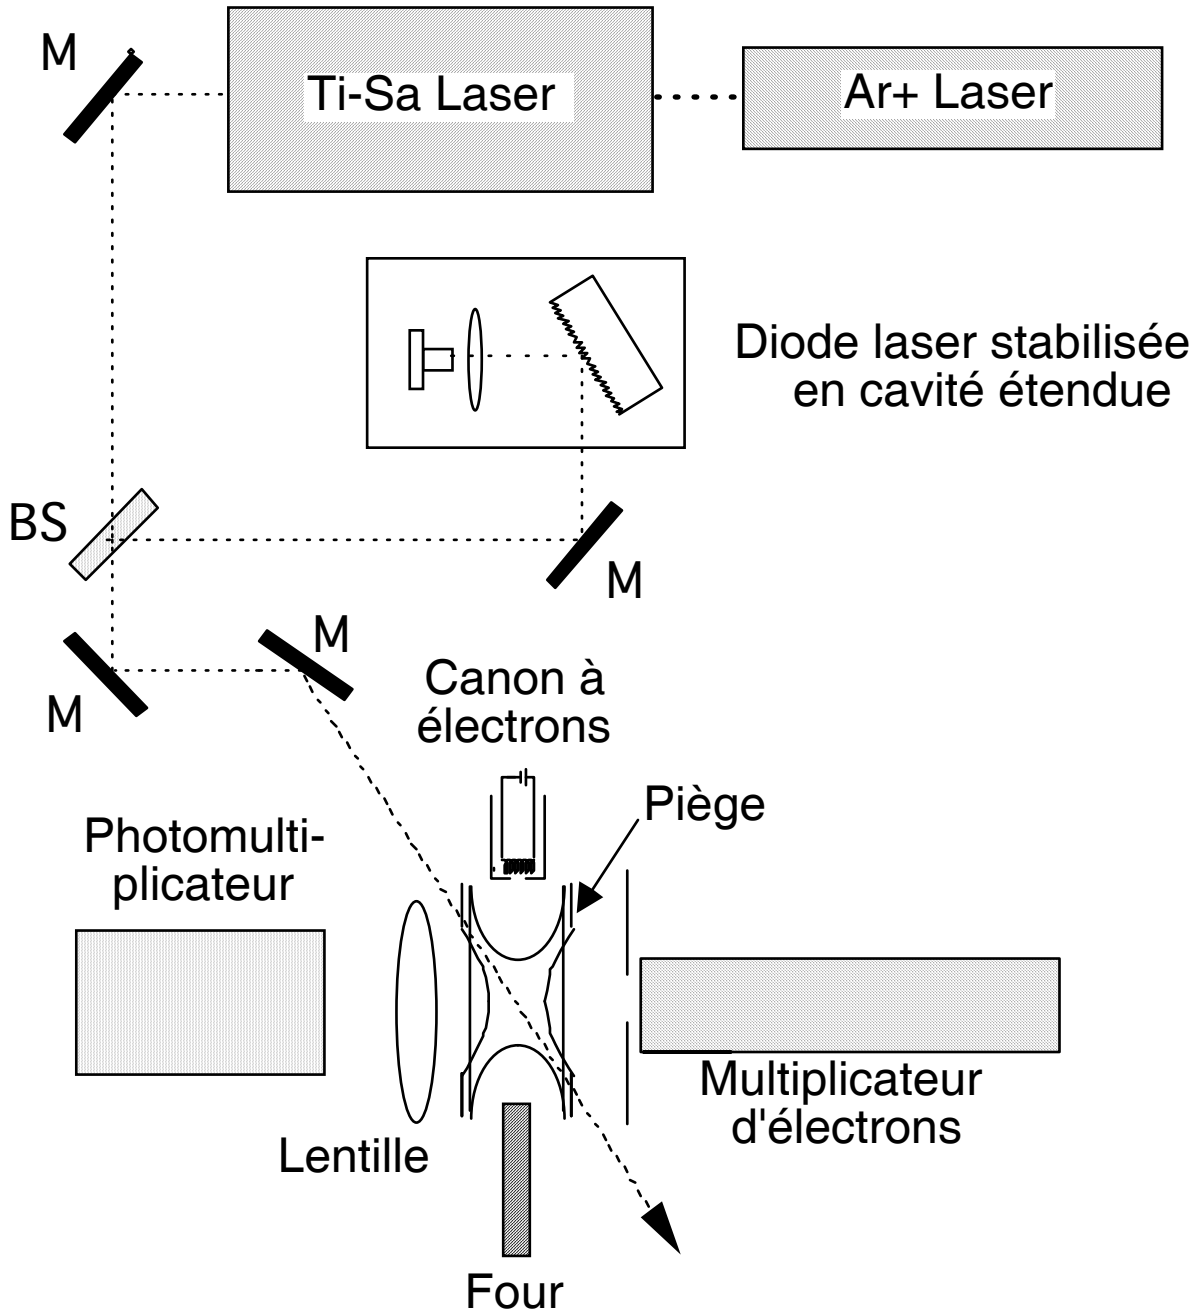 M
Ti-Sa Laser
Ar+ Laser
Diode laser stabilisée
en cavité étendue
BS
M
M
M
Canon à
électrons
Piège
Photomulti-
plicateur
Multiplicateur
d'électrons
Lentille
Four